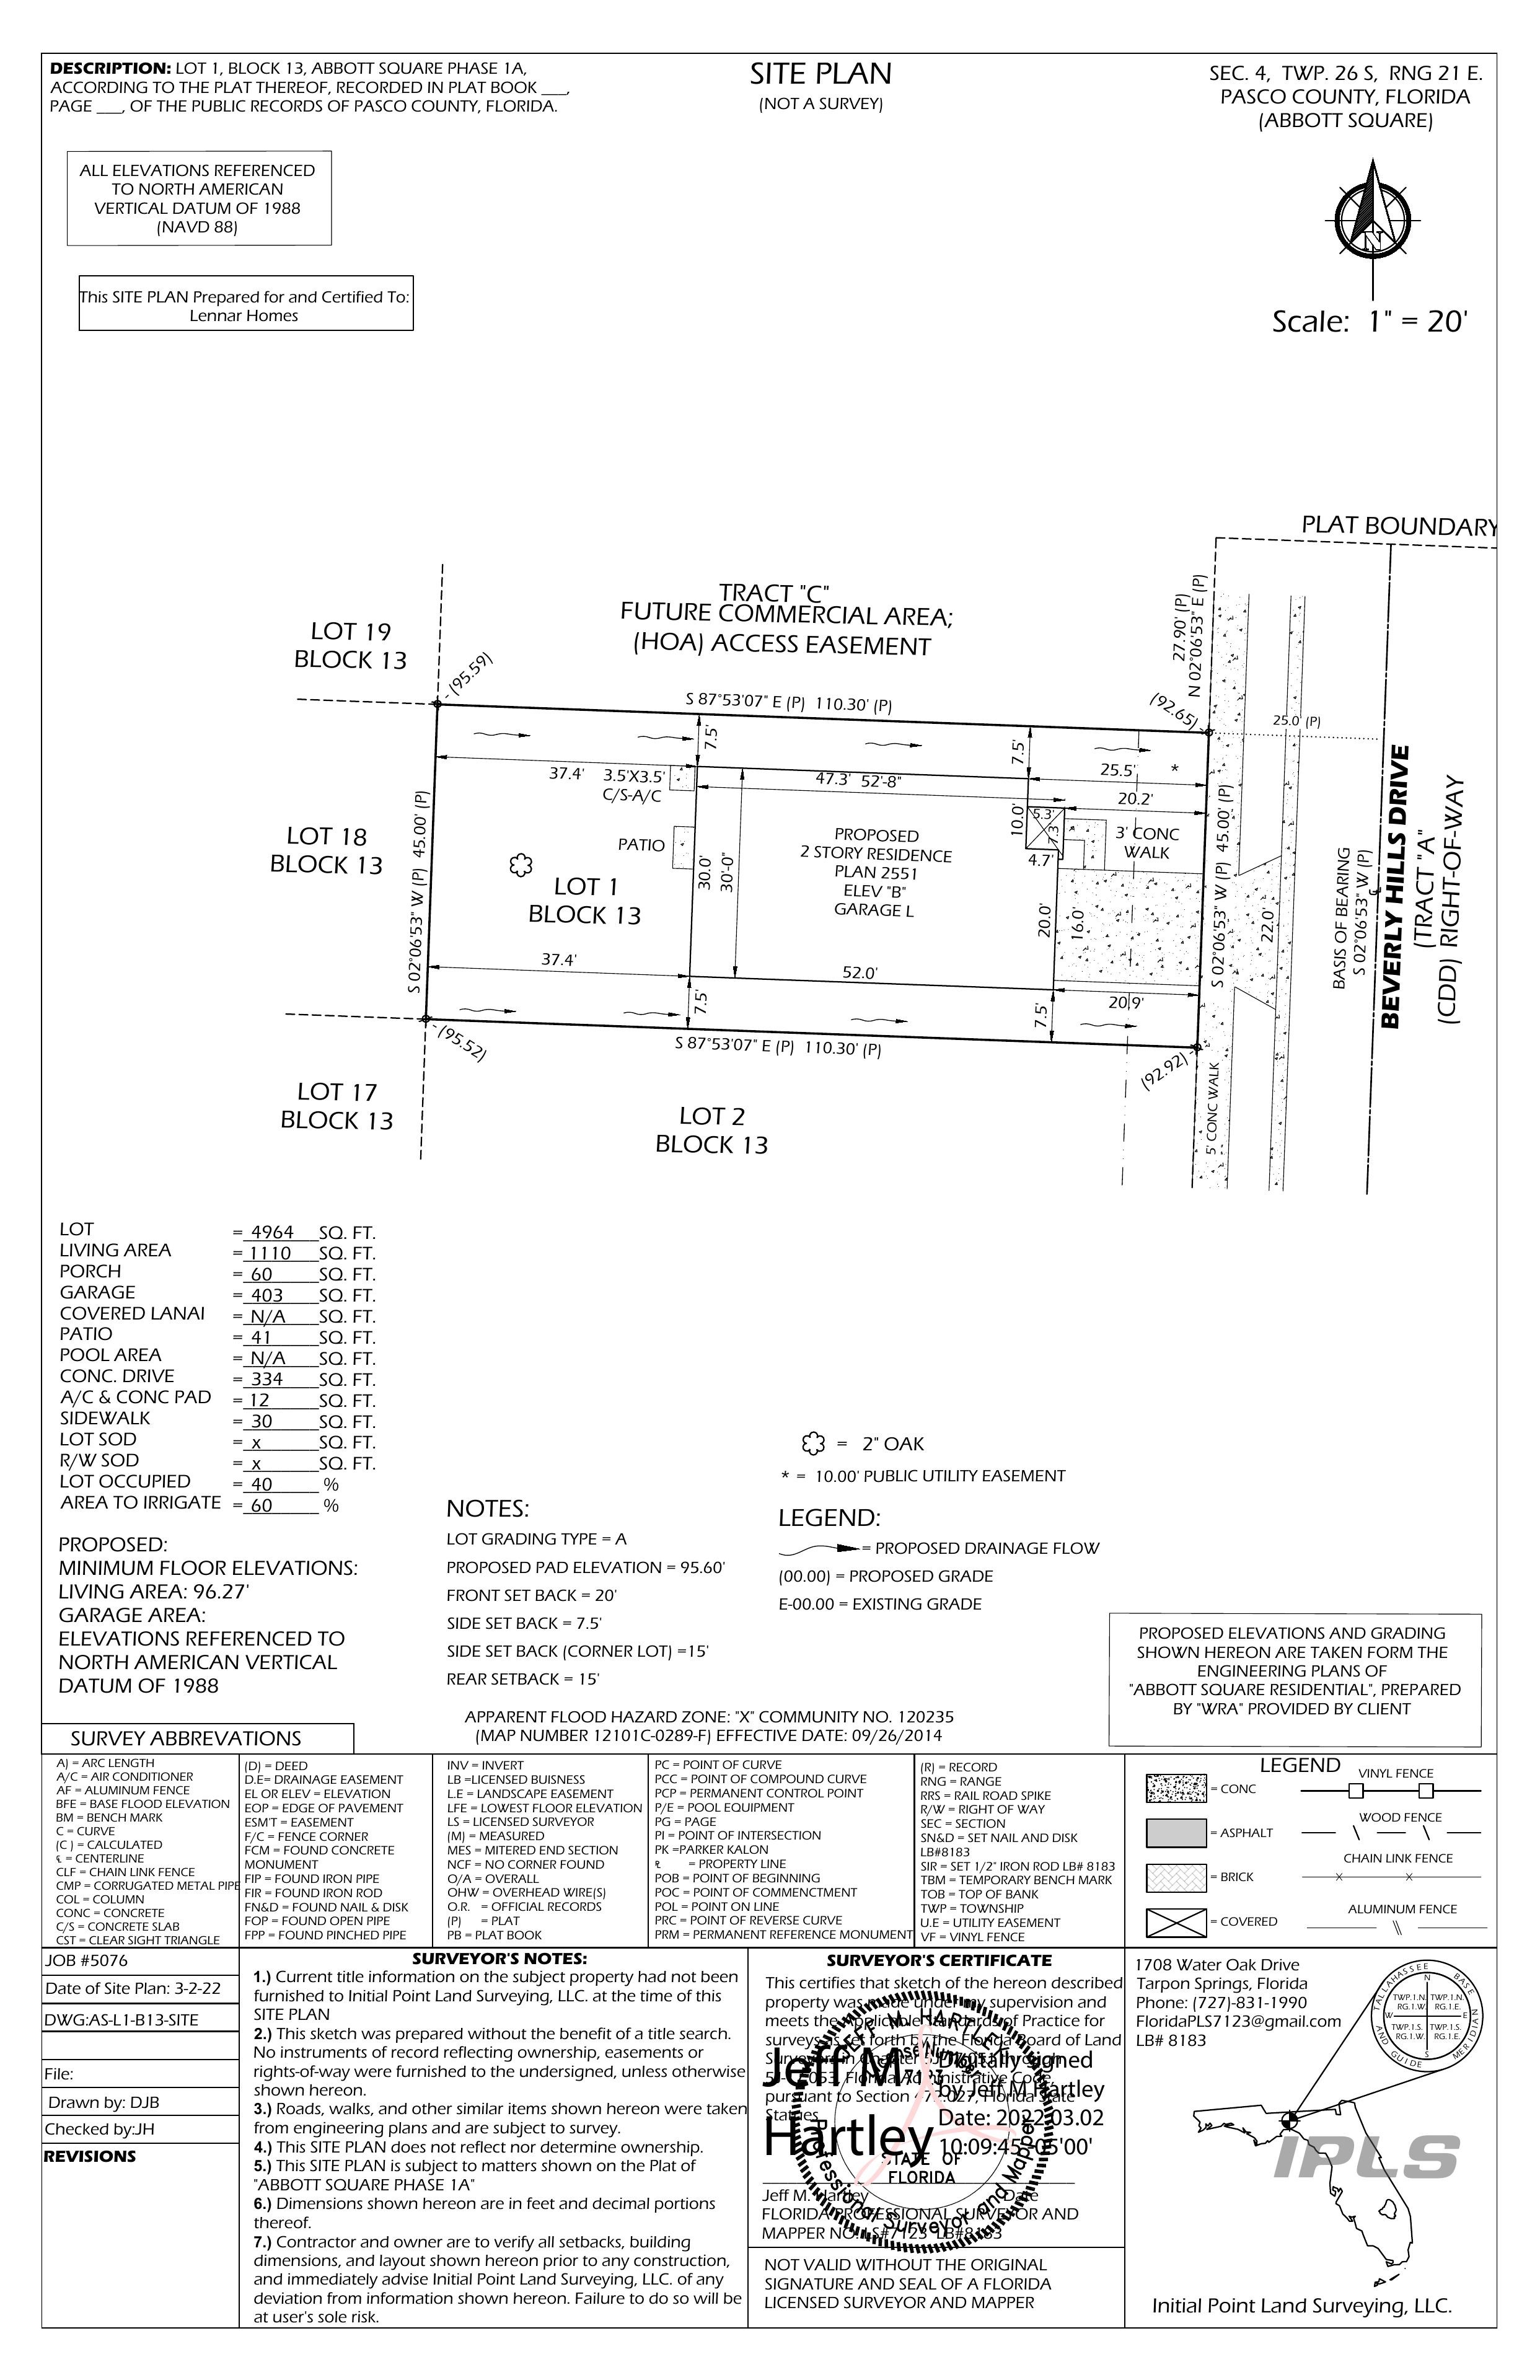 DESCRIPTION: LOT 1, BLOCK 13, ABBOTT SQUARE PHASE 1A,
ACCORDING TO THE PLAT THEREOF, RECORDED IN PLAT BOOK ___,
PAGE ___, OF THE PUBLIC RECORDS OF PASCO COUNTY, FLORIDA.
SITE PLAN
(NOT A SURVEY)
SEC. 4, TWP. 26 S, RNG 21 E.
PASCO COUNTY, FLORIDA
(ABBOTT SQUARE)
ALL ELEVATIONS REFERENCED
TO NORTH AMERICAN
VERTICAL DATUM OF 1988
(NAVD 88)
This SITE PLAN Prepared for and Certified To:
Lennar Homes
N
Scale: 1" = 20'
PLAT BOUNDARY
TRACT "C"
FUTURE COMMERCIAL AREA;
(HOA) ACCESS EASEMENT
27.90' (P)
N 02°06'53" E (P)
LOT 19
BLOCK 13
(95.59)
S 87°53'07" E (P) 110.30' (P)
(92.65)
25.0' (P)
7.5'
7.5'
37.4'
3.5'X3.5'
C/S-A/C
47.3' 52'-8"
25.5'
*
20.2'
LOT 18
BLOCK 13
S 02°06'53" W (P) 45.00' (P)
PATIO
30.0'
30'-0"
PROPOSED
2 STORY RESIDENCE
PLAN 2551
ELEV "B"
GARAGE L
10.0'
5.3'
7.3'
4.7'
3' CONC
WALK
LOT 1
BLOCK 13
20.0'
16.0'
S 02°06'53" W (P) 45.00' (P)
22.0'
BASIS OF BEARING
S 02°06'53" W (P)
BEVERLY HILLS DRIVE
(TRACT "A")
(CDD) RIGHT-OF-WAY
37.4'
52.0'
20.9'
7.5'
7.5'
(95.52)
S 87°53'07" E (P) 110.30' (P)
(92.92)
5' CONC WALK
LOT 17
BLOCK 13
LOT 2
BLOCK 13
LOT = 4964 SQ. FT.
LIVING AREA = 1110 SQ. FT.
PORCH = 60 SQ. FT.
GARAGE = 403 SQ. FT.
COVERED LANAI = N/A SQ. FT.
PATIO = 41 SQ. FT.
POOL AREA = N/A SQ. FT.
CONC. DRIVE = 334 SQ. FT.
A/C & CONC PAD = 12 SQ. FT.
SIDEWALK = 30 SQ. FT.
LOT SOD = x SQ. FT.
R/W SOD = x SQ. FT.
LOT OCCUPIED = 40 %
AREA TO IRRIGATE = 60 %
PROPOSED:
MINIMUM FLOOR ELEVATIONS:
LIVING AREA: 96.27'
GARAGE AREA:
ELEVATIONS REFERENCED TO
NORTH AMERICAN VERTICAL
DATUM OF 1988
NOTES:
LOT GRADING TYPE = A
PROPOSED PAD ELEVATION = 95.60'
FRONT SET BACK = 20'
SIDE SET BACK = 7.5'
SIDE SET BACK (CORNER LOT) =15'
REAR SETBACK = 15'
= 2" OAK
* = 10.00' PUBLIC UTILITY EASEMENT
LEGEND:
= PROPOSED DRAINAGE FLOW
(00.00) = PROPOSED GRADE
E-00.00 = EXISTING GRADE
PROPOSED ELEVATIONS AND GRADING
SHOWN HEREON ARE TAKEN FORM THE
ENGINEERING PLANS OF
"ABBOTT SQUARE RESIDENTIAL", PREPARED
BY "WRA" PROVIDED BY CLIENT
APPARENT FLOOD HAZARD ZONE: "X" COMMUNITY NO. 120235
(MAP NUMBER 12101C-0289-F) EFFECTIVE DATE: 09/26/2014
SURVEY ABBREVATIONS
A) = ARC LENGTH
A/C = AIR CONDITIONER
AF = ALUMINUM FENCE
BFE = BASE FLOOD ELEVATION
BM = BENCH MARK
C = CURVE
(C ) = CALCULATED
℄ = CENTERLINE
CLF = CHAIN LINK FENCE
CMP = CORRUGATED METAL PIPE
COL = COLUMN
CONC = CONCRETE
C/S = CONCRETE SLAB
CST = CLEAR SIGHT TRIANGLE
(D) = DEED
D.E= DRAINAGE EASEMENT
EL OR ELEV = ELEVATION
EOP = EDGE OF PAVEMENT
ESM'T = EASEMENT
F/C = FENCE CORNER
FCM = FOUND CONCRETE
MONUMENT
FIP = FOUND IRON PIPE
FIR = FOUND IRON ROD
FN&D = FOUND NAIL & DISK
FOP = FOUND OPEN PIPE
FPP = FOUND PINCHED PIPE
INV = INVERT
LB =LICENSED BUISNESS
L.E = LANDSCAPE EASEMENT
LFE = LOWEST FLOOR ELEVATION
LS = LICENSED SURVEYOR
(M) = MEASURED
MES = MITERED END SECTION
NCF = NO CORNER FOUND
O/A = OVERALL
OHW = OVERHEAD WIRE(S)
O.R. = OFFICIAL RECORDS
(P) = PLAT
PB = PLAT BOOK
PC = POINT OF CURVE
PCC = POINT OF COMPOUND CURVE
PCP = PERMANENT CONTROL POINT
P/E = POOL EQUIPMENT
PG = PAGE
PI = POINT OF INTERSECTION
PK =PARKER KALON
℄ = PROPERTY LINE
POB = POINT OF BEGINNING
POC = POINT OF COMMENCTMENT
POL = POINT ON LINE
PRC = POINT OF REVERSE CURVE
PRM = PERMANENT REFERENCE MONUMENT
(R) = RECORD
RNG = RANGE
RRS = RAIL ROAD SPIKE
R/W = RIGHT OF WAY
SEC = SECTION
SN&D = SET NAIL AND DISK
LB#8183
SIR = SET 1/2" IRON ROD LB# 8183
TBM = TEMPORARY BENCH MARK
TOB = TOP OF BANK
TWP = TOWNSHIP
U.E = UTILITY EASEMENT
VF = VINYL FENCE
LEGEND
= CONC
= ASPHALT
= BRICK
= COVERED
VINYL FENCE
WOOD FENCE
CHAIN LINK FENCE
ALUMINUM FENCE
JOB #5076
Date of Site Plan: 3-2-22
DWG:AS-L1-B13-SITE
File:
Drawn by: DJB
Checked by:JH
REVISIONS
SURVEYOR'S NOTES:
1.) Current title information on the subject property had not been
furnished to Initial Point Land Surveying, LLC. at the time of this
SITE PLAN
2.) This sketch was prepared without the benefit of a title search.
No instruments of record reflecting ownership, easements or
rights-of-way were furnished to the undersigned, unless otherwise
shown hereon.
3.) Roads, walks, and other similar items shown hereon were taken
from engineering plans and are subject to survey.
4.) This SITE PLAN does not reflect nor determine ownership.
5.) This SITE PLAN is subject to matters shown on the Plat of
"ABBOTT SQUARE PHASE 1A"
6.) Dimensions shown hereon are in feet and decimal portions
thereof.
7.) Contractor and owner are to verify all setbacks, building
dimensions, and layout shown hereon prior to any construction,
and immediately advise Initial Point Land Surveying, LLC. of any
deviation from information shown hereon. Failure to do so will be
at user's sole risk.
SURVEYOR'S CERTIFICATE
This certifies that sketch of the hereon described
property was made under my supervision and
meets the applicable Standards of Practice for
surveys as set forth by the Florida Board of Land
Surveyors in Chapter
Florida Administrative Code,
pursuant to Section 472.027, Florida State
Statues
Jeff M
Hartley
Digitally signed
by Jeff M Hartley
Date: 2022.03.02
10:09:45 -05'00'
JEFF M. HARTLEY
STATE OF
FLORIDA
Professional Surveyor and Mapper
Jeff M. Hartley Date
FLORIDA PROFESSIONAL SURVEYOR AND
MAPPER NO. LS#7123 LB#8183
NOT VALID WITHOUT THE ORIGINAL
SIGNATURE AND SEAL OF A FLORIDA
LICENSED SURVEYOR AND MAPPER
1708 Water Oak Drive
Tarpon Springs, Florida
Phone: (727)-831-1990
FloridaPLS7123@gmail.com
LB# 8183
TALLAHASSEE BASE
AND GUIDE MERIDIAN
N
TWP.1.N. TWP.1.N.
RG.1.W. RG.1.E.
W E
TWP.1.S. TWP.1.S.
RG.1.W. RG.1.E.
S
IPLS
Initial Point Land Surveying, LLC.